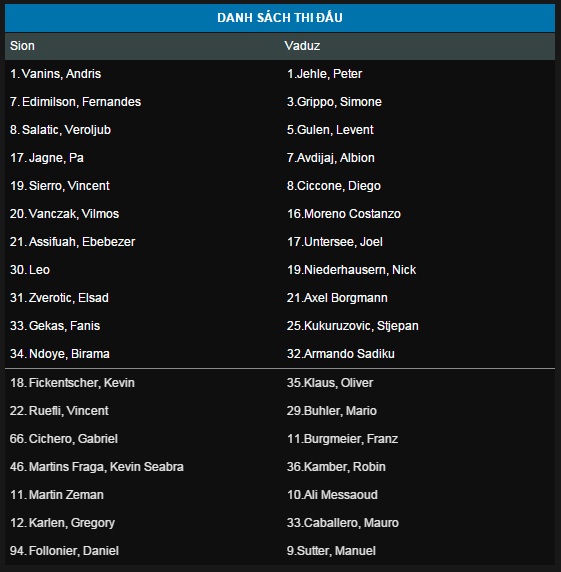 DANH SÁCH THI ĐẤU
Sion Vaduz
1. Vanins, Andris 1.Jehle, Peter
7. Edimilson, Fernandes 3.Grippo, Simone
8. Salatic, Veroljub 5.Gulen, Levent
17. Jagne, Pa 7.Avdijaj, Albion
19. Sierro, Vincent 8.Ciccone, Diego
20. Vanczak, Vilmos 16.Moreno Costanzo
21. Assifuah, Ebebezer 17.Untersee, Joel
30. Leo 19.Niederhausern, Nick
31. Zverotic, Elsad 21.Axel Borgmann
33. Gekas, Fanis 25.Kukuruzovic, Stjepan
34. Ndoye, Birama 32.Armando Sadiku
18. Fickentscher, Kevin 35.Klaus, Oliver
22. Ruefli, Vincent 29.Buhler, Mario
66. Cichero, Gabriel 11.Burgmeier, Franz
46. Martins Fraga, Kevin Seabra 36.Kamber, Robin
11. Martin Zeman 10.Ali Messaoud
12. Karlen, Gregory 33.Caballero, Mauro
94. Follonier, Daniel 9.Sutter, Manuel